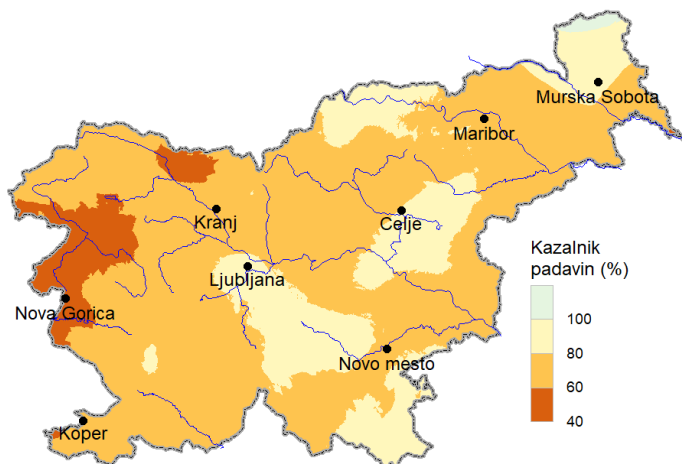 Murska Sobota
Maribor
Kranj
Celje
Ljubljana
Nova Gorica
Novo mesto
Koper
Kazalnik
padavin (%)
100
80
60
40